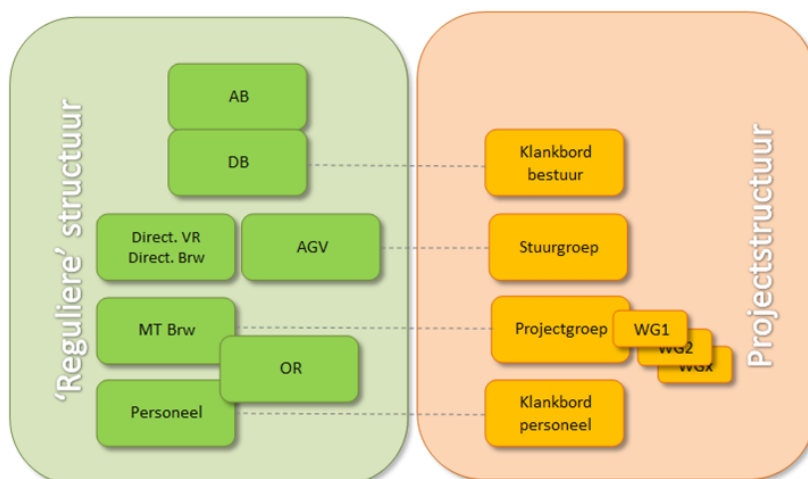 'Reguliere' structuur
AB
DB
Direct. VR
Direct. Brw
AGV
MT Brw
OR
Personeel
Projectstructuur
Klankbord
bestuur
Stuurgroep
Projectgroep
WG1
WG2
WGx
Klankbord
personeel